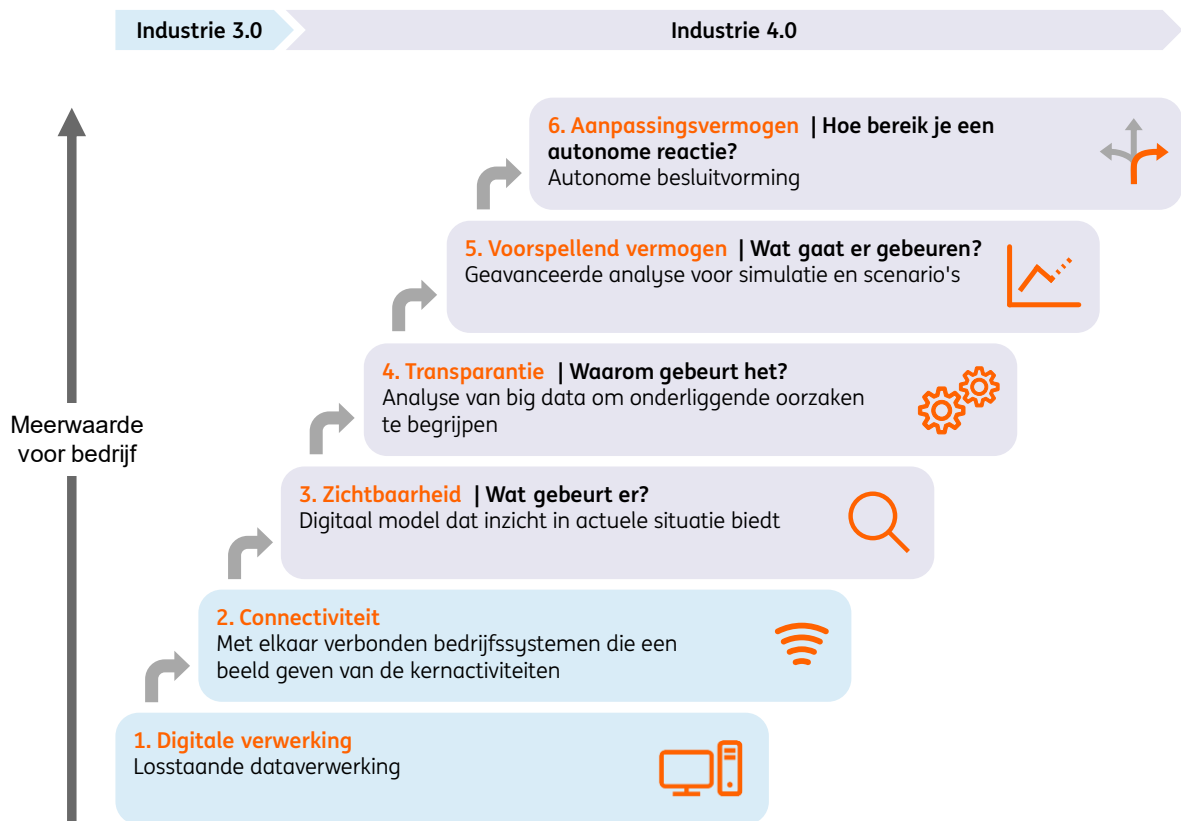 Industrie 3.0
Industrie 4.0
6. Aanpassingsvermogen | Hoe bereik je een
autonome reactie?
Autonome besluitvorming
5. Voorspellend vermogen | Wat gaat er gebeuren?
Geavanceerde analyse voor simulatie en scenario's
4. Transparantie | Waarom gebeurt het?
Analyse van big data om onderliggende oorzaken
te begrijpen
Meerwaarde
voor bedrijf
3. Zichtbaarheid | Wat gebeurt er?
Digitaal model dat inzicht in actuele situatie biedt
2. Connectiviteit
Met elkaar verbonden bedrijfssystemen die een
beeld geven van de kernactiviteiten
1. Digitale verwerking
Losstaande dataverwerking